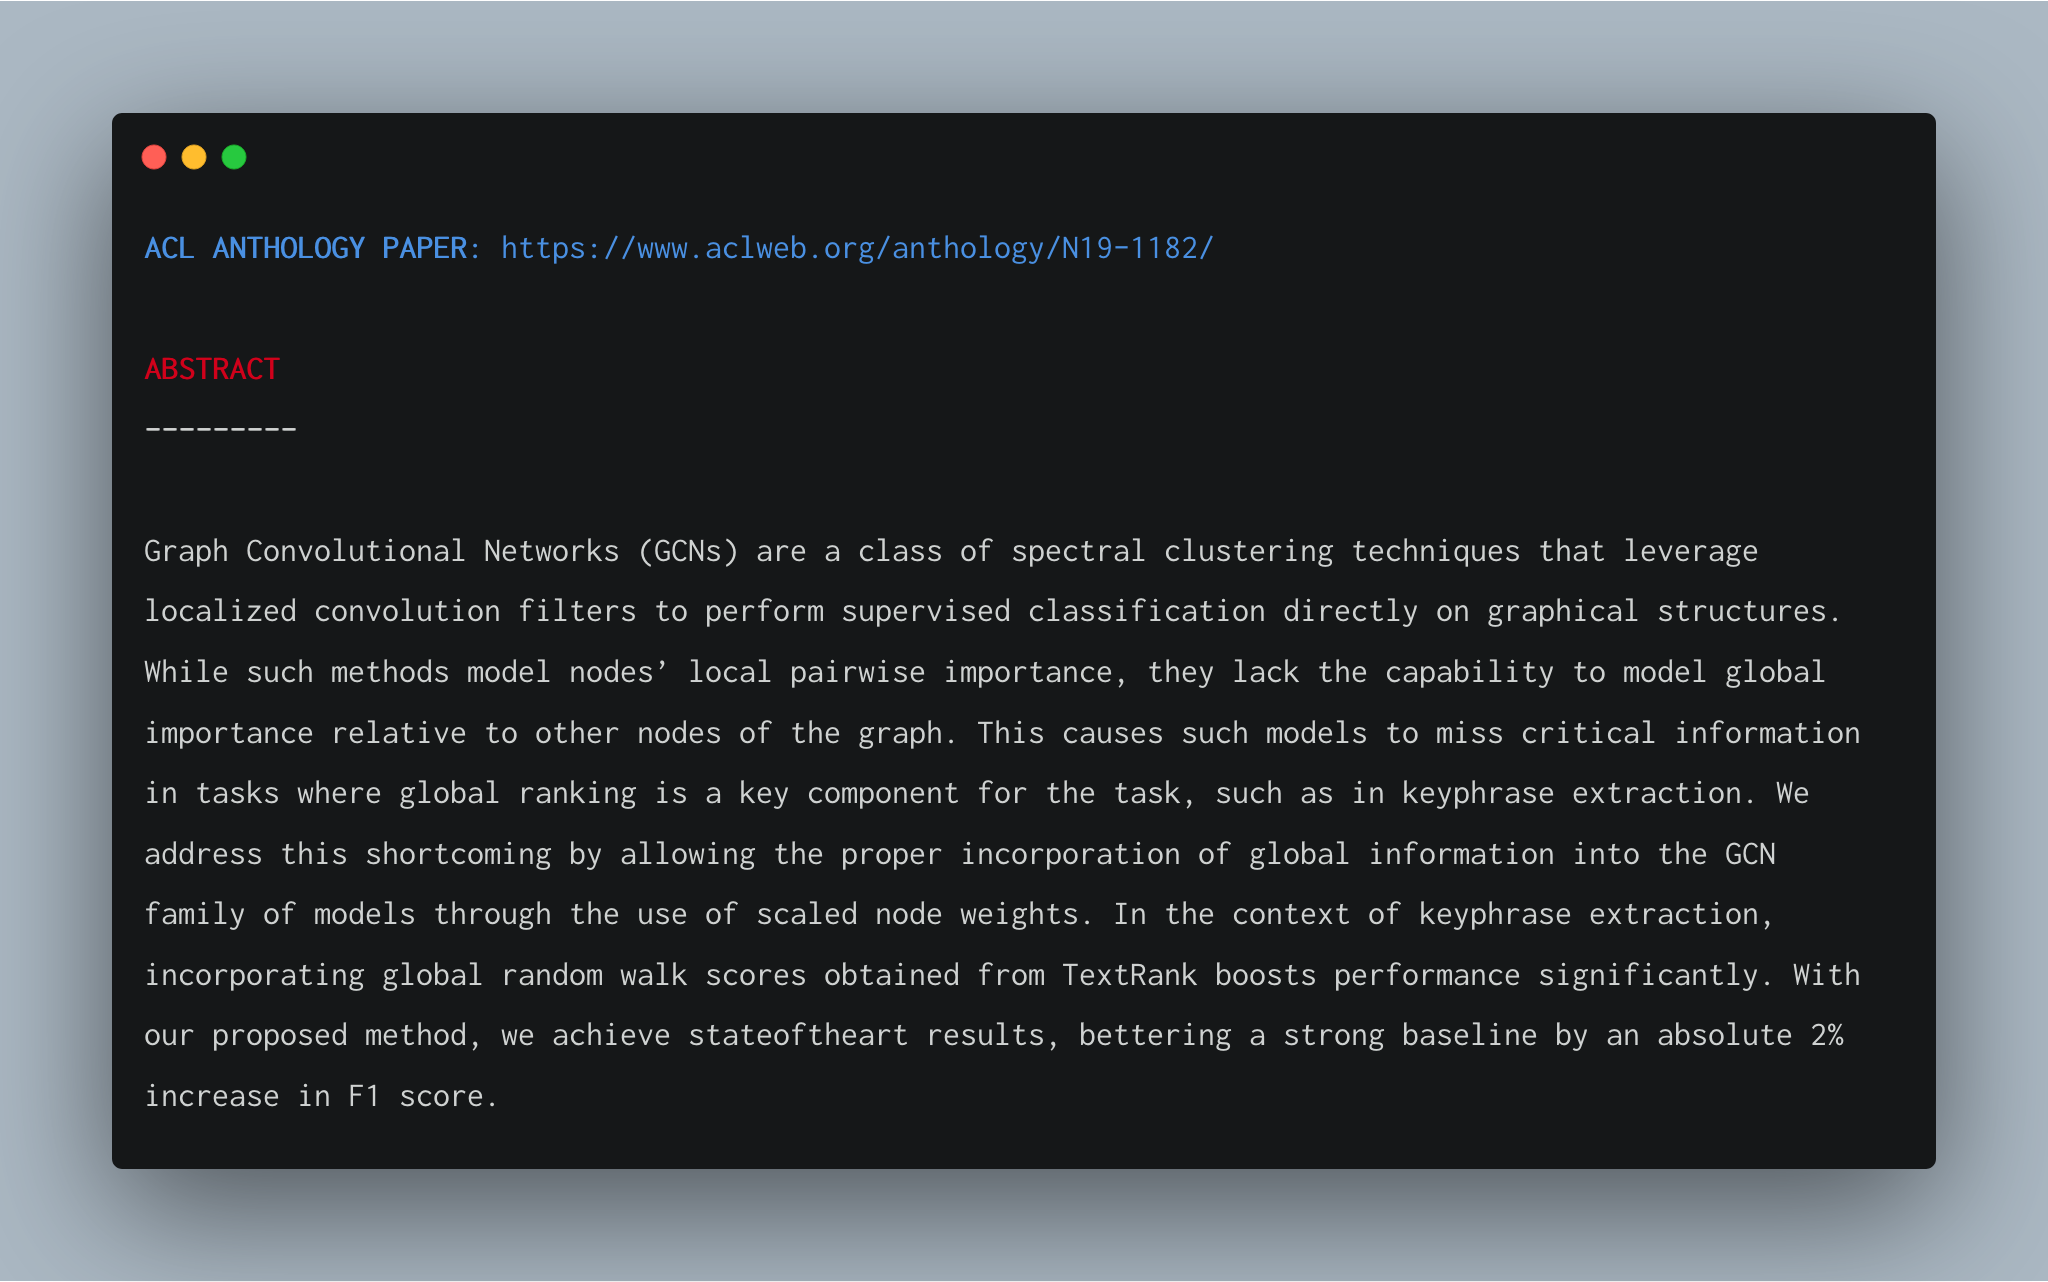 ACL ANTHOLOGY PAPER: https://www.aclweb.org/anthology/N19-1182/
ABSTRACT
---------
Graph Convolutional Networks (GCNs) are a class of spectral clustering techniques that leverage
localized convolution filters to perform supervised classification directly on graphical structures.
While such methods model nodes’ local pairwise importance, they lack the capability to model global
importance relative to other nodes of the graph. This causes such models to miss critical information
in tasks where global ranking is a key component for the task, such as in keyphrase extraction. We
address this shortcoming by allowing the proper incorporation of global information into the GCN
family of models through the use of scaled node weights. In the context of keyphrase extraction,
incorporating global random walk scores obtained from TextRank boosts performance significantly. With
our proposed method, we achieve stateoftheart results, bettering a strong baseline by an absolute 2%
increase in F1 score.